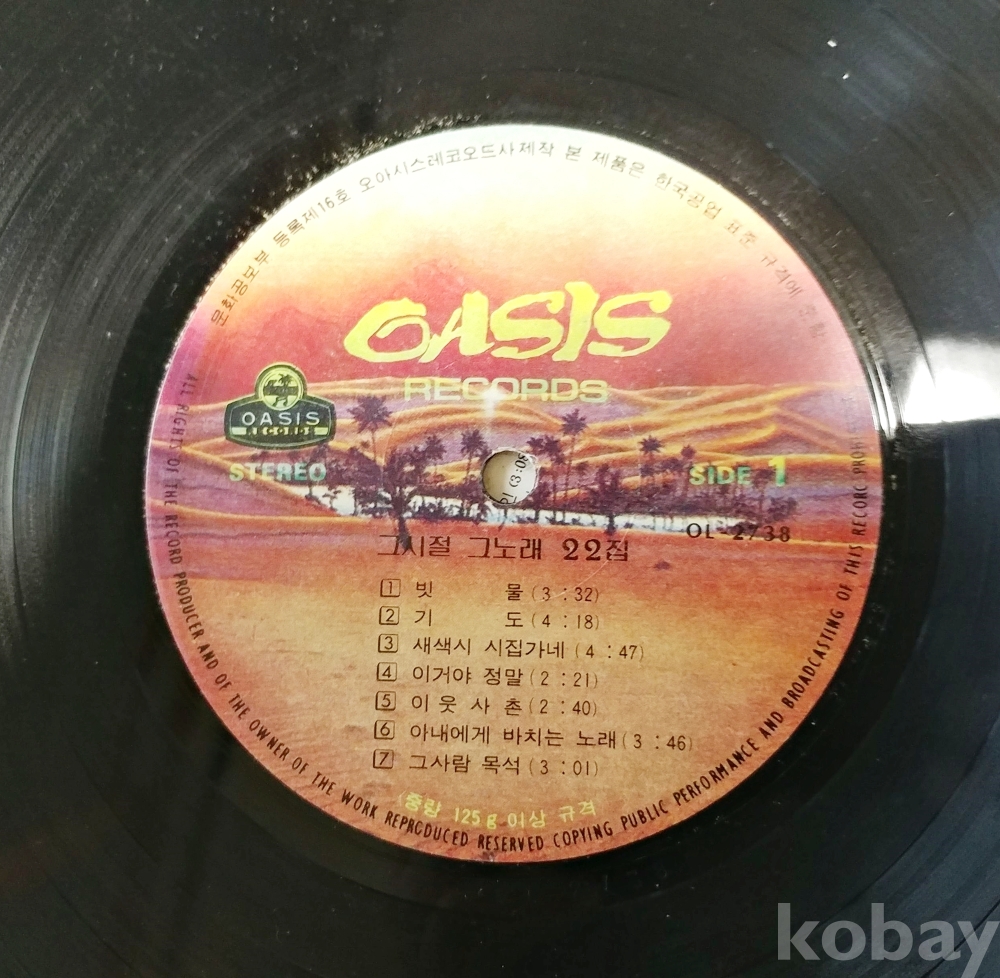 문화공보부 등록제16호 오아시스레코오드사제작 본 제품은 한국공업 표준 규격에 준함
OASIS
RECORDS
OASIS
RECORDS
STEREO
SIDE 1
OL-2738
그시절 그노래 22집
1 빗 물 (3 : 32)
2 기 도 (4 : 18)
3 새색시 시집가네 (4 : 47)
4 이거야 정말 (2 : 21)
5 이 웃 사 촌 (2 : 40)
6 아내에게 바치는 노래 (3 : 46)
7 그사람 목석 (3 : 01)
(중량 125g 이상 규격
ALL RIGHTS OF THE RECORD PRODUCER AND OF THE OWNER OF THE WORK REPRODUCED RESERVED COPYING PUBLIC PERFORMANCE AND BROADCASTING OF THIS RECORD
kobay